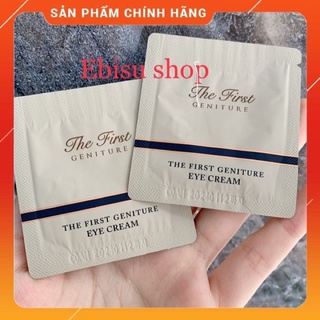 SẢN PHẨM CHÍNH HÃNG
Ebisu shop
The First
GENITURE
THE FIRST GENITURE
EYE CREAM
The First
GENITURE
THE FIRST GENITURE
EYE CREAM